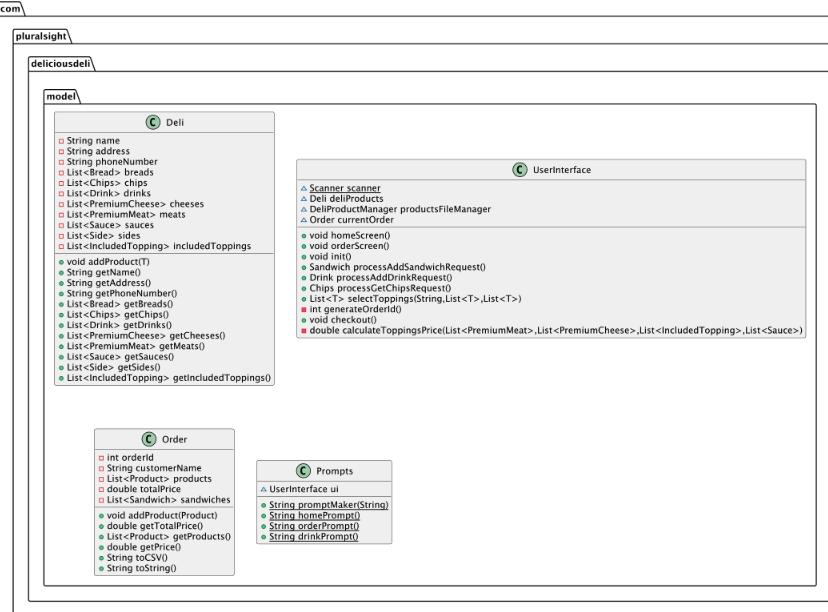 com
pluralsight
deliciousdeli
model
C Deli
String name
String address
String phoneNumber
List<Bread> breads
List<Chips> chips
List<Drink> drinks
List<PremiumCheese> cheeses
List<PremiumMeat> meats
List<Sauce> sauces
List<Side> sides
List<IncludedTopping> includedToppings
void addProduct(T)
String getName()
String getAddress()
String getPhoneNumber()
List<Bread> getBreads()
List<Chips> getChips()
List<Drink> getDrinks()
List<PremiumCheese> getCheeses()
List<PremiumMeat> getMeats()
List<Sauce> getSauces()
List<Side> getSides()
List<IncludedTopping> getIncludedToppings()
C UserInterface
Scanner scanner
Deli deliProducts
DeliProductManager productsFileManager
Order currentOrder
void homeScreen()
void orderScreen()
void init()
Sandwich processAddSandwichRequest()
Drink processAddDrinkRequest()
Chips processGetChipsRequest()
List<T> selectToppings(String,List<T>,List<T>)
int generateOrderId()
void checkout()
double calculateToppingsPrice(List<PremiumMeat>,List<PremiumCheese>,List<IncludedTopping>,List<Sauce>)
C Order
int orderId
String customerName
List<Product> products
double totalPrice
List<Sandwich> sandwiches
void addProduct(Product)
double getTotalPrice()
List<Product> getProducts()
double getPrice()
String toCSV()
String toString()
C Prompts
UserInterface ui
String promptMaker(String)
String homePrompt()
String orderPrompt()
String drinkPrompt()